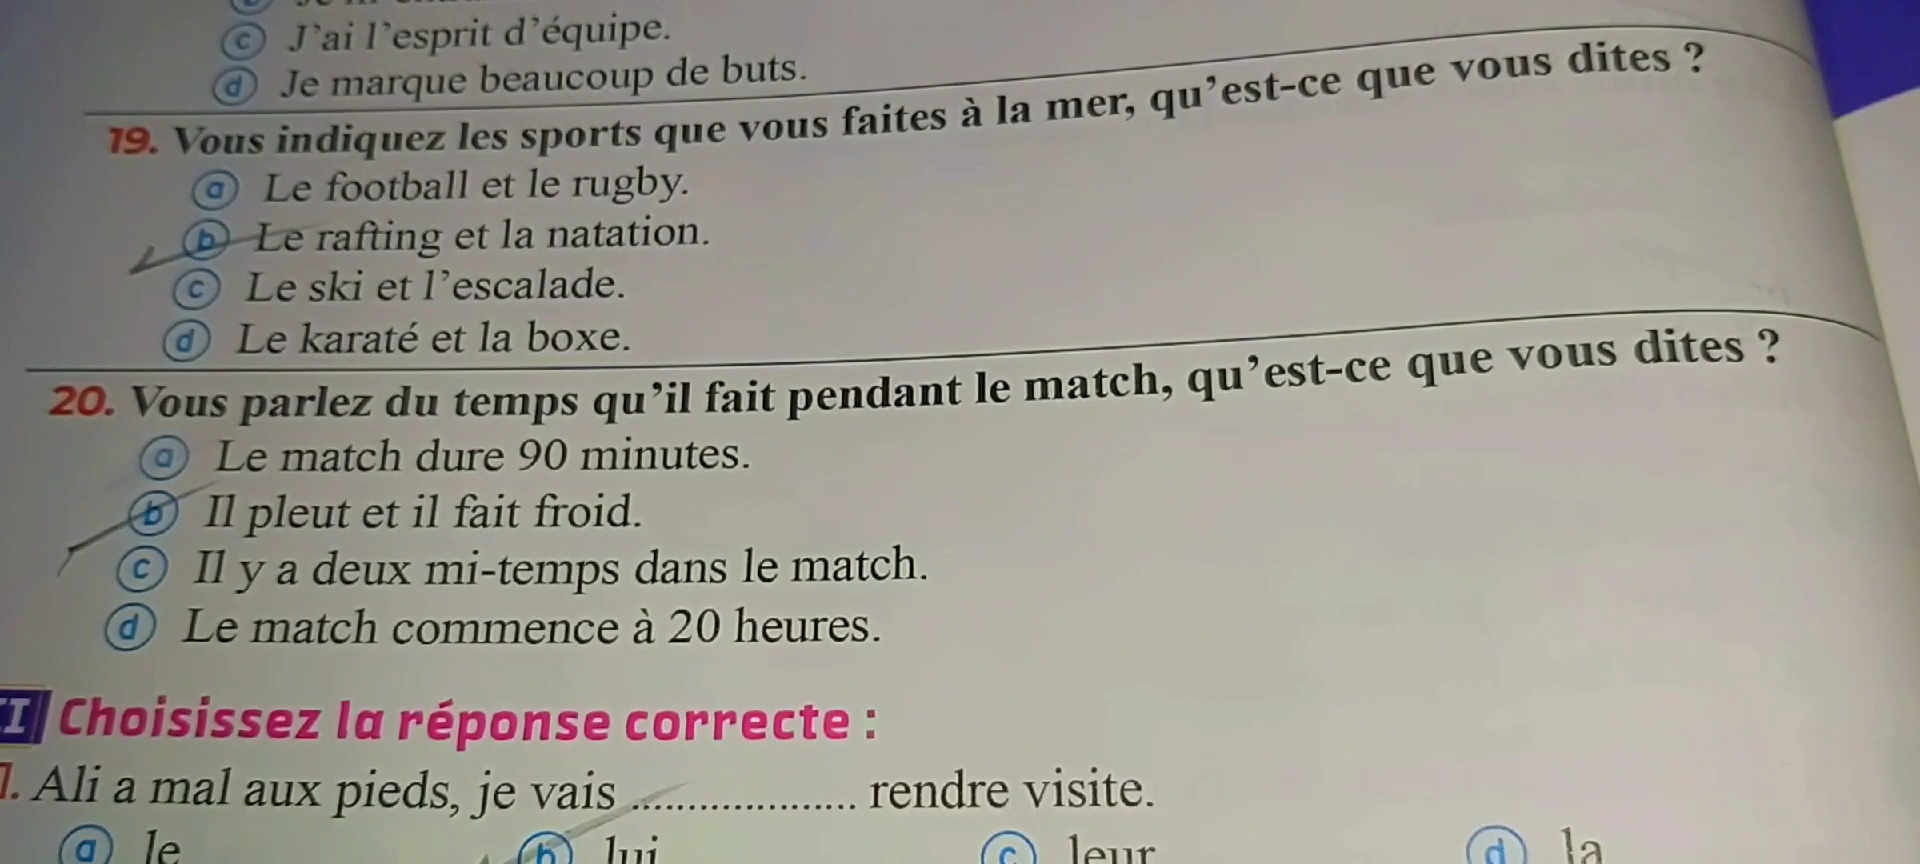 c J'ai l'esprit d'équipe.
d Je marque beaucoup de buts.
19. Vous indiquez les sports que vous faites à la mer, qu'est-ce que vous dites ?
a Le football et le rugby.
b Le rafting et la natation.
c Le ski et l'escalade.
d Le karaté et la boxe.
20. Vous parlez du temps qu'il fait pendant le match, qu'est-ce que vous dites ?
a Le match dure 90 minutes.
b Il pleut et il fait froid.
c Il y a deux mi-temps dans le match.
d Le match commence à 20 heures.
Choisissez la réponse correcte :
1. Ali a mal aux pieds, je vais .................... rendre visite.
a le b lui c leur d la